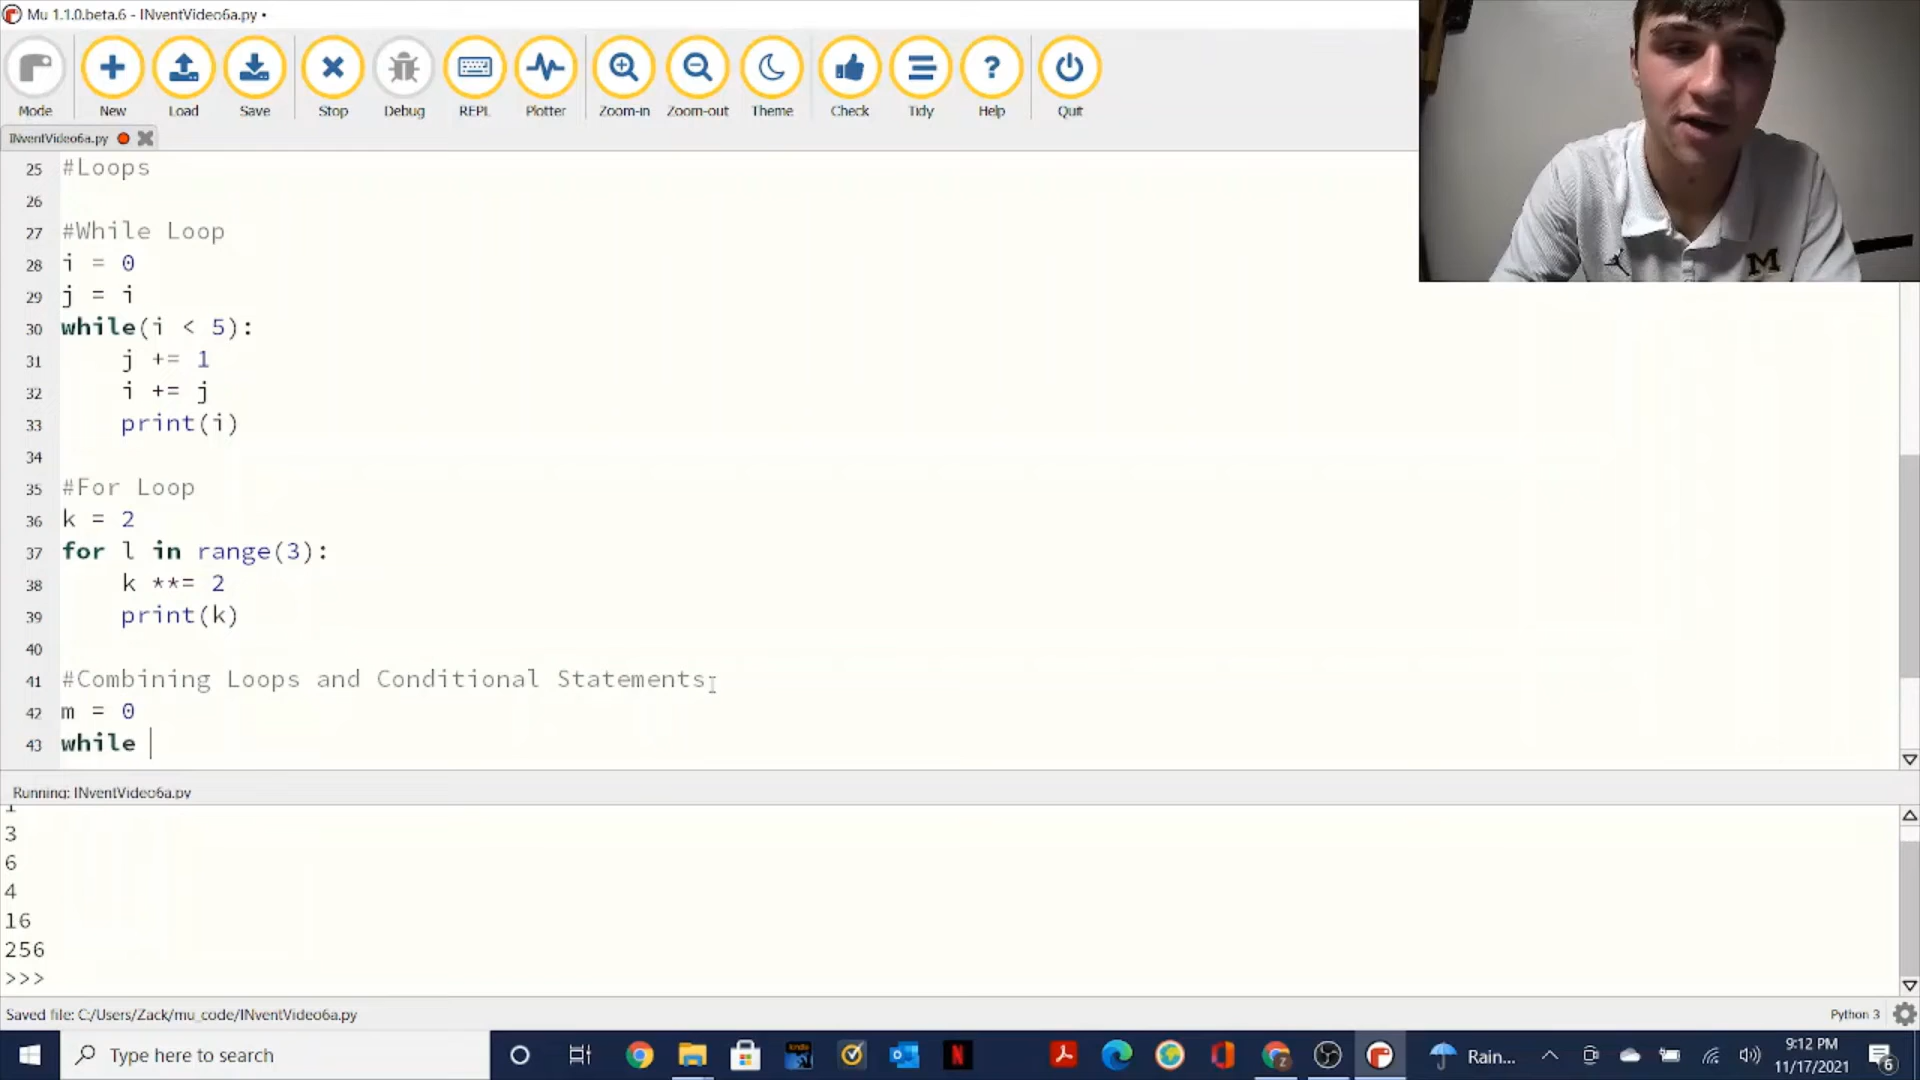 Mu 1.1.0.beta.6 - INventVideo6a.py •
Mode New Load Save Stop Debug REPL Plotter Zoom-in Zoom-out Theme Check Tidy Help Quit
INventVideo6a.py
25 #Loops
26
27 #While Loop
28 i = 0
29 j = i
30 while(i < 5):
31 j += 1
32 i += j
33 print(i)
34
35 #For Loop
36 k = 2
37 for l in range(3):
38 k **= 2
39 print(k)
40
41 #Combining Loops and Conditional Statements
42 m = 0
43 while
M
Running: INventVideo6a.py
1
3
6
4
16
256
>>>
Saved file: C:/Users/Zack/mu_code/INventVideo6a.py
Python 3
Type here to search
Rain...
9:12 PM
11/17/2021
6